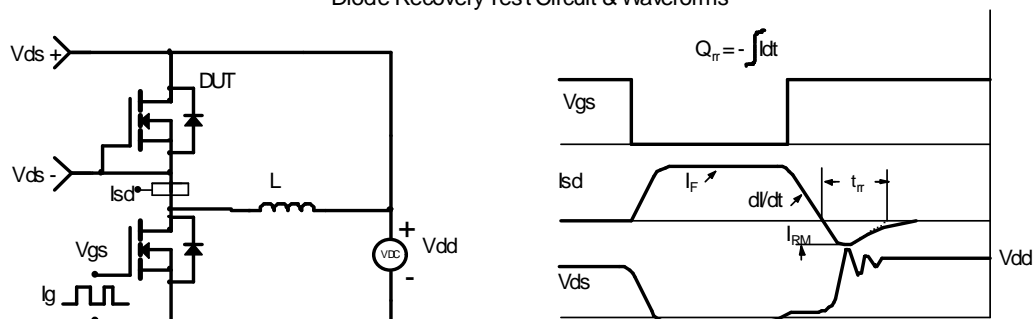 Diode Recovery Test Circuit & Waveforms
Vds +
DUT
Vds -
Isd
L
Vgs
Ig
VDC
+
-
Vdd
Qrr = - ∫ Idt
Vgs
Isd
IF
dI/dt
trr
IRM
Vdd
Vds